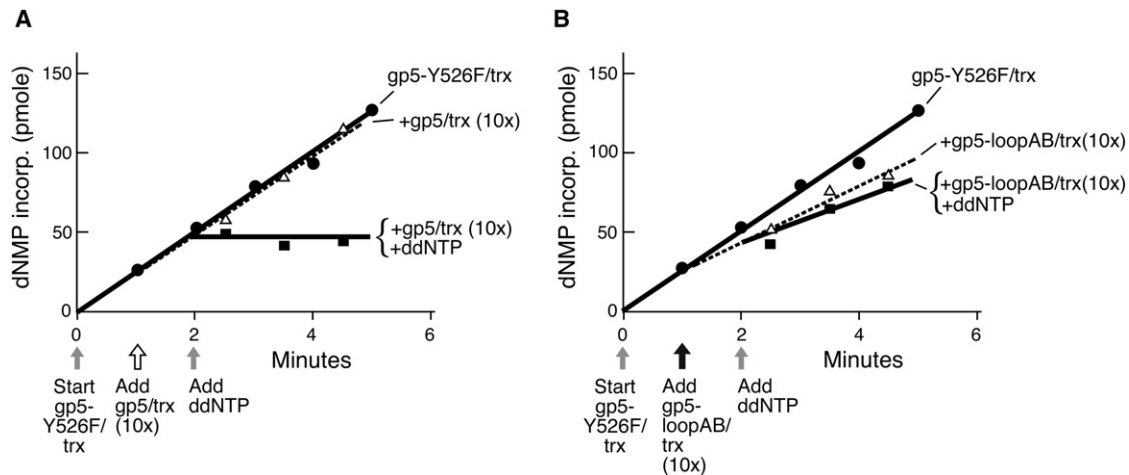 A
dNMP incorp. (pmole)
150
100
50
0
0
2
4
6
Minutes
gp5-Y526F/trx
+gp5/trx (10x)
+gp5/trx (10x)
+ddNTP
Start
gp5-
Y526F/
trx
Add
gp5/trx
(10x)
Add
ddNTP
B
dNMP incorp. (pmole)
150
100
50
0
0
2
4
6
Minutes
gp5-Y526F/trx
+gp5-loopAB/trx(10x)
+gp5-loopAB/trx(10x)
+ddNTP
Start
gp5-
Y526F/
trx
Add
gp5-
loopAB/
trx
(10x)
Add
ddNTP